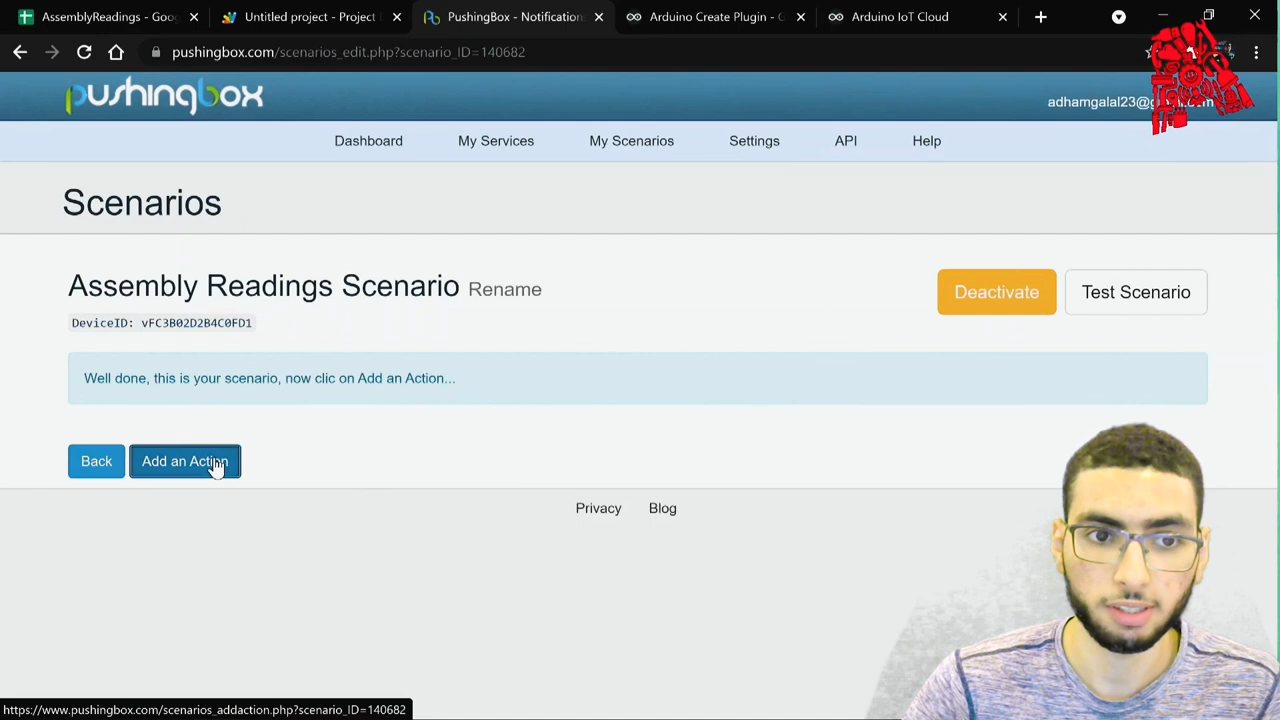 AssemblyReadings - Goog
Untitled project - Project
PushingBox - Notification
Arduino Create Plugin - G
Arduino IoT Cloud
pushingbox.com/scenarios_edit.php?scenario_ID=140682
pushingbox
Dashboard
My Services
My Scenarios
Settings
API
Help
Scenarios
Assembly Readings Scenario Rename
Deactivate
Test Scenario
DeviceID: vFC3B02D2B4C0FD1
Well done, this is your scenario, now clic on Add an Action...
Back
Add an Action
Privacy
Blog
https://www.pushingbox.com/scenarios_addaction.php?scenario_ID=140682